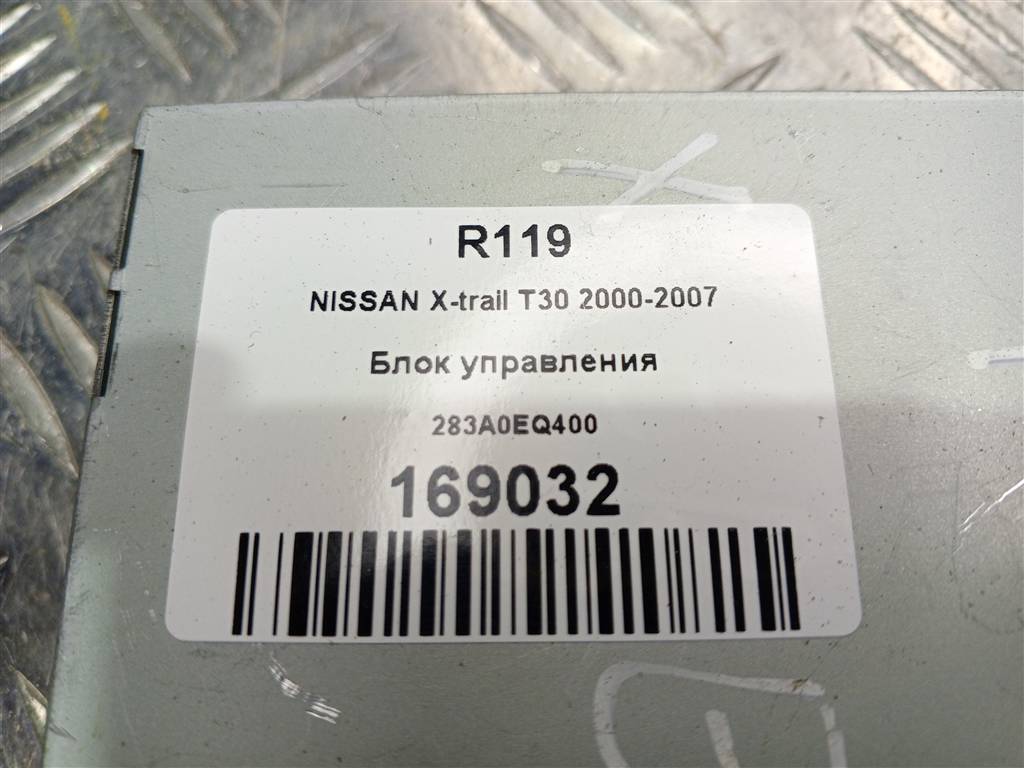 R119
NISSAN X-trail T30 2000-2007
Блок управления
283A0EQ400
169032